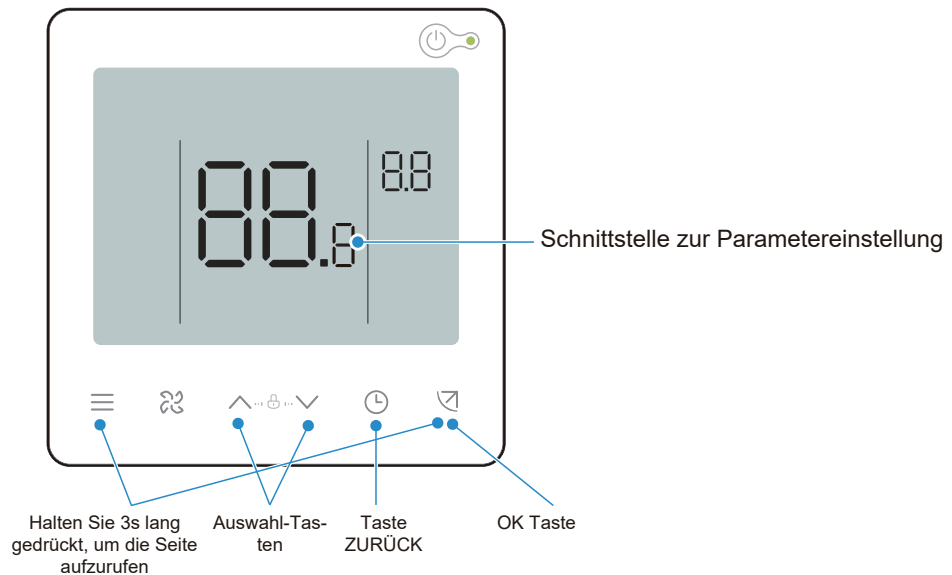 88.8
8.8
Schnittstelle zur Parametereinstellung
Halten Sie 3s lang
gedrückt, um die Seite
aufzurufen
Auswahl-Tas-
ten
Taste
ZURÜCK
OK Taste